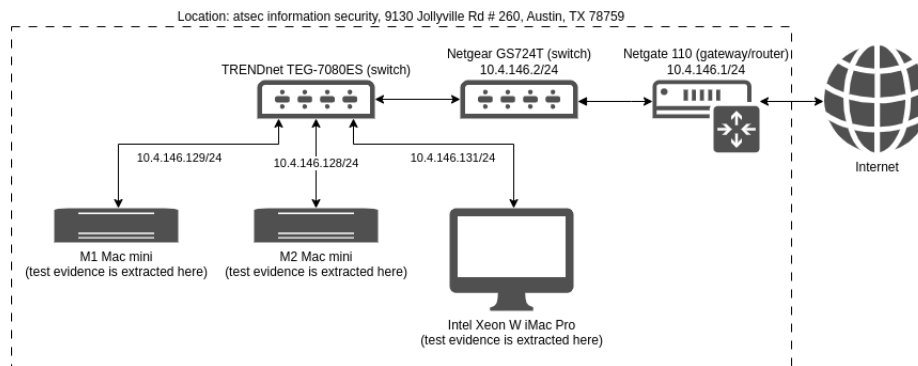 Location: atsec information security, 9130 Jollyville Rd # 260, Austin, TX 78759
TRENDnet TEG-7080ES (switch)
Netgear GS724T (switch)
10.4.146.2/24
Netgate 110 (gateway/router)
10.4.146.1/24
Internet
10.4.146.129/24
10.4.146.128/24
10.4.146.131/24
M1 Mac mini
(test evidence is extracted here)
M2 Mac mini
(test evidence is extracted here)
Intel Xeon W iMac Pro
(test evidence is extracted here)